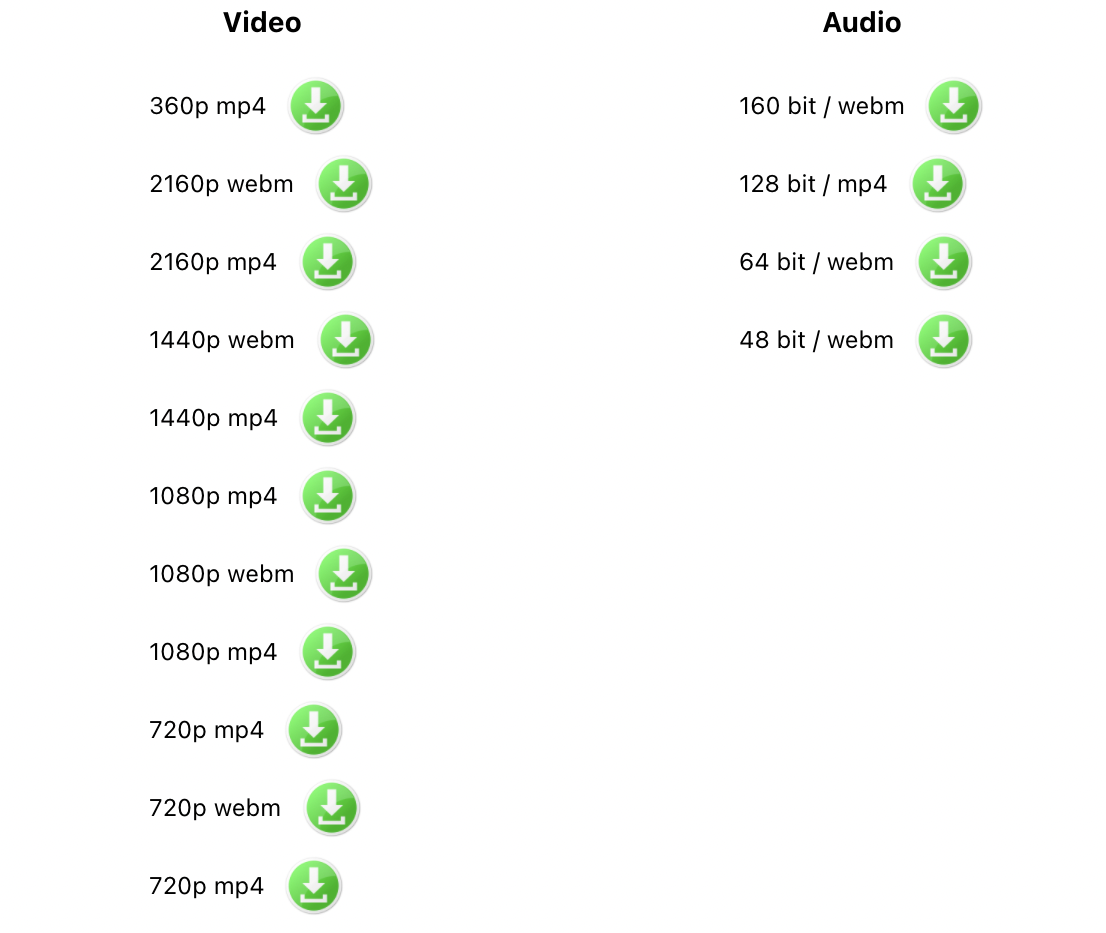 Video
360p mp4
2160p webm
2160p mp4
1440p webm
1440p mp4
1080p mp4
1080p webm
1080p mp4
720p mp4
720p webm
720p mp4
Audio
160 bit / webm
128 bit / mp4
64 bit / webm
48 bit / webm